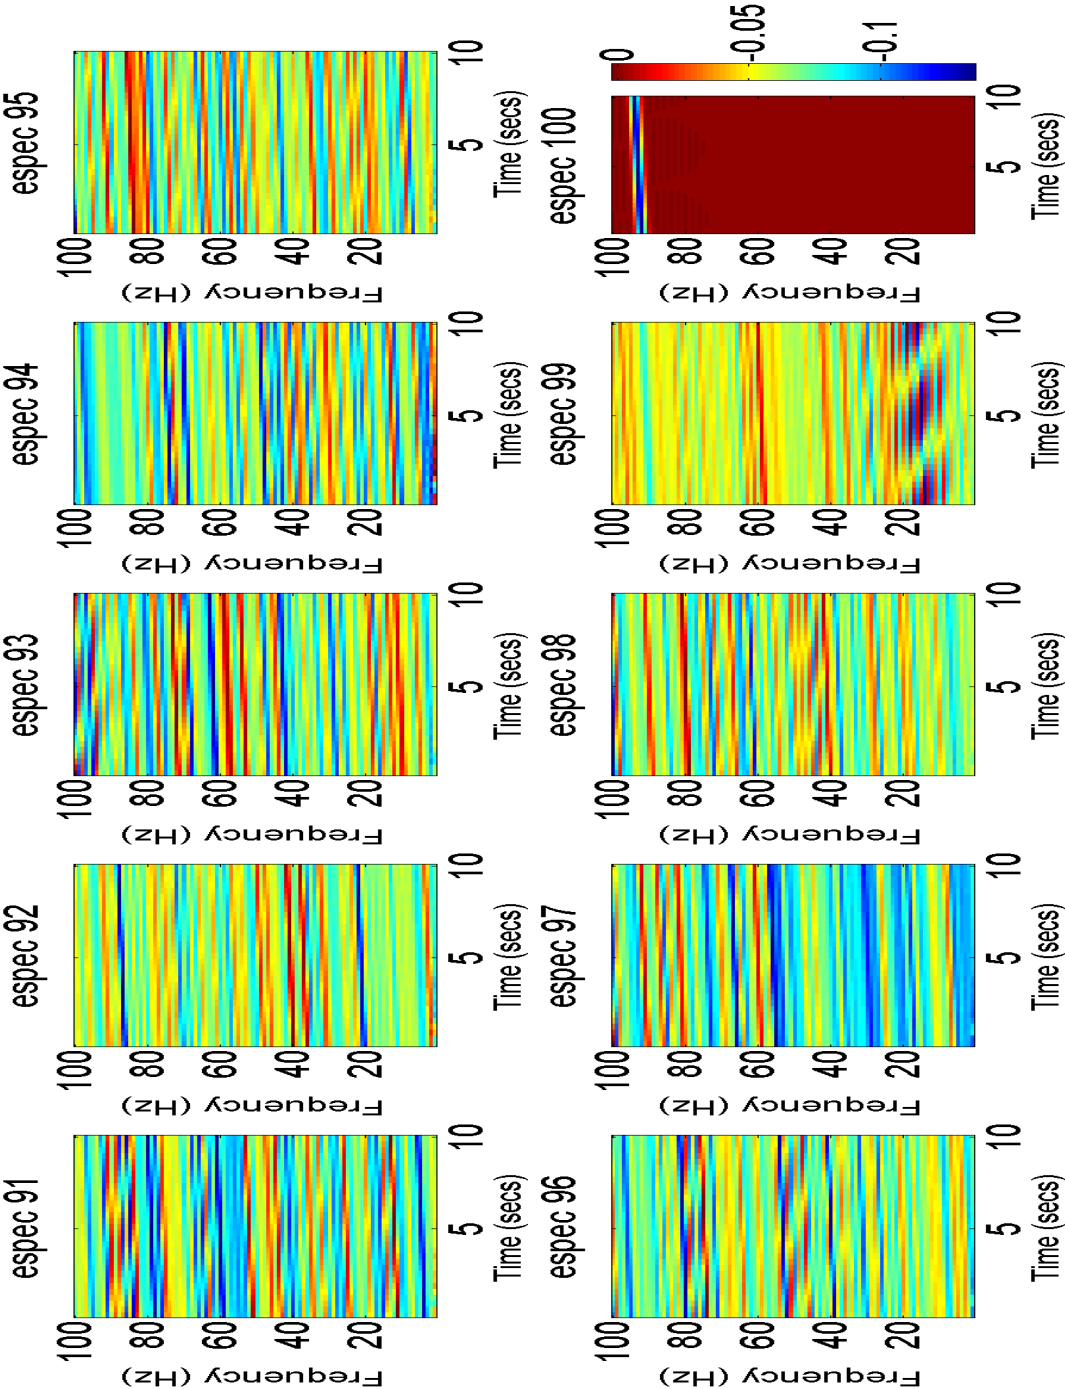 espec 91
Frequency (Hz)
100
80
60
40
20
5 10
Time (secs)
espec 92
Frequency (Hz)
100
80
60
40
20
5 10
Time (secs)
espec 93
Frequency (Hz)
100
80
60
40
20
5 10
Time (secs)
espec 94
Frequency (Hz)
100
80
60
40
20
5 10
Time (secs)
espec 95
Frequency (Hz)
100
80
60
40
20
5 10
Time (secs)
espec 96
Frequency (Hz)
100
80
60
40
20
5 10
Time (secs)
espec 97
Frequency (Hz)
100
80
60
40
20
5 10
Time (secs)
espec 98
Frequency (Hz)
100
80
60
40
20
5 10
Time (secs)
espec 99
Frequency (Hz)
100
80
60
40
20
5 10
Time (secs)
espec 100
Frequency (Hz)
100
80
60
40
20
5 10
Time (secs)
0
-0.05
-0.1